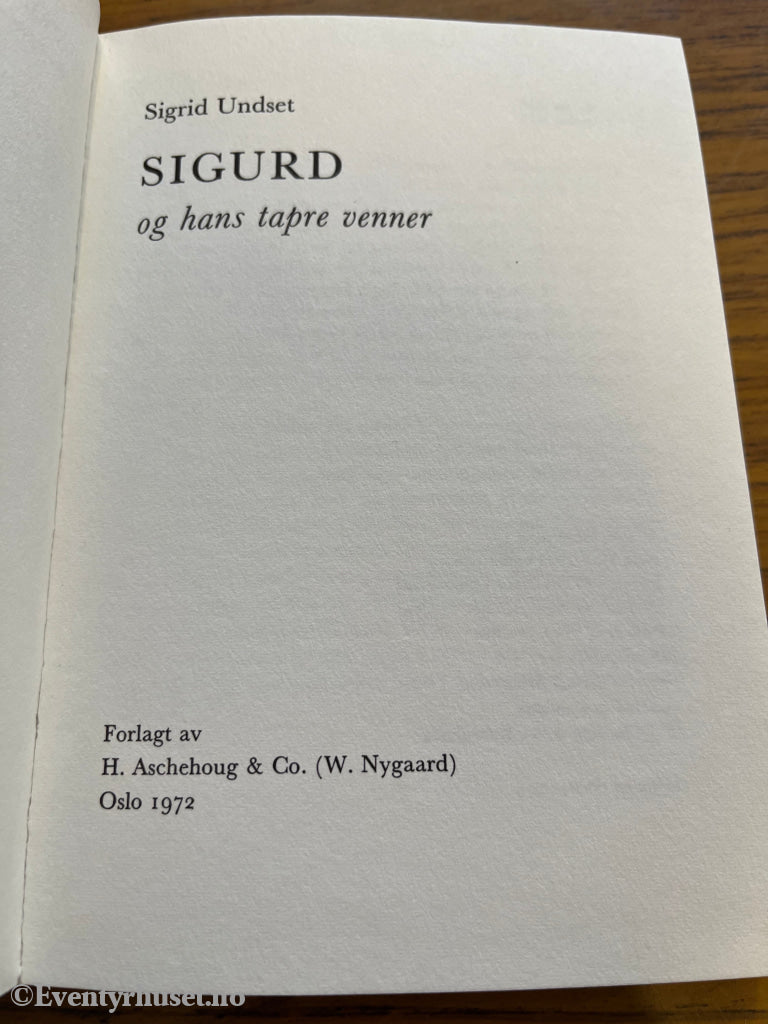 Sigrid Undset
SIGURD
og hans tapre venner
Forlagt av
H. Aschehoug & Co. (W. Nygaard)
Oslo 1972
©Eventyrhuset.no